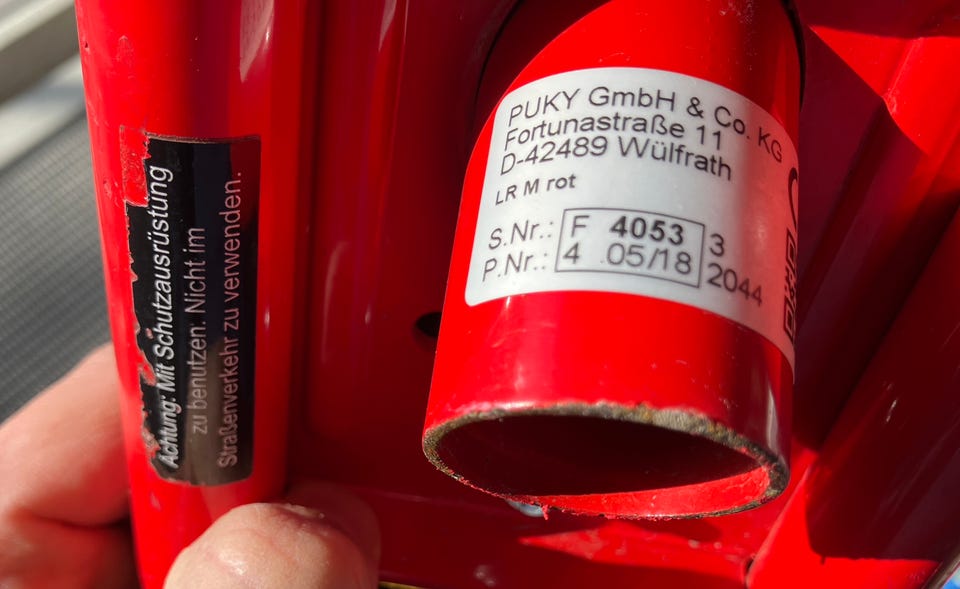 Achtung: Mit Schutzausrüstung
zu benutzen. Nicht im
Straßenverkehr zu verwenden.
PUKY GmbH & Co. KG
Fortunastraße 11
D-42489 Wülfrath
LR M rot
S.Nr.: F 4053 3
P.Nr.: 4 .05/18 2044